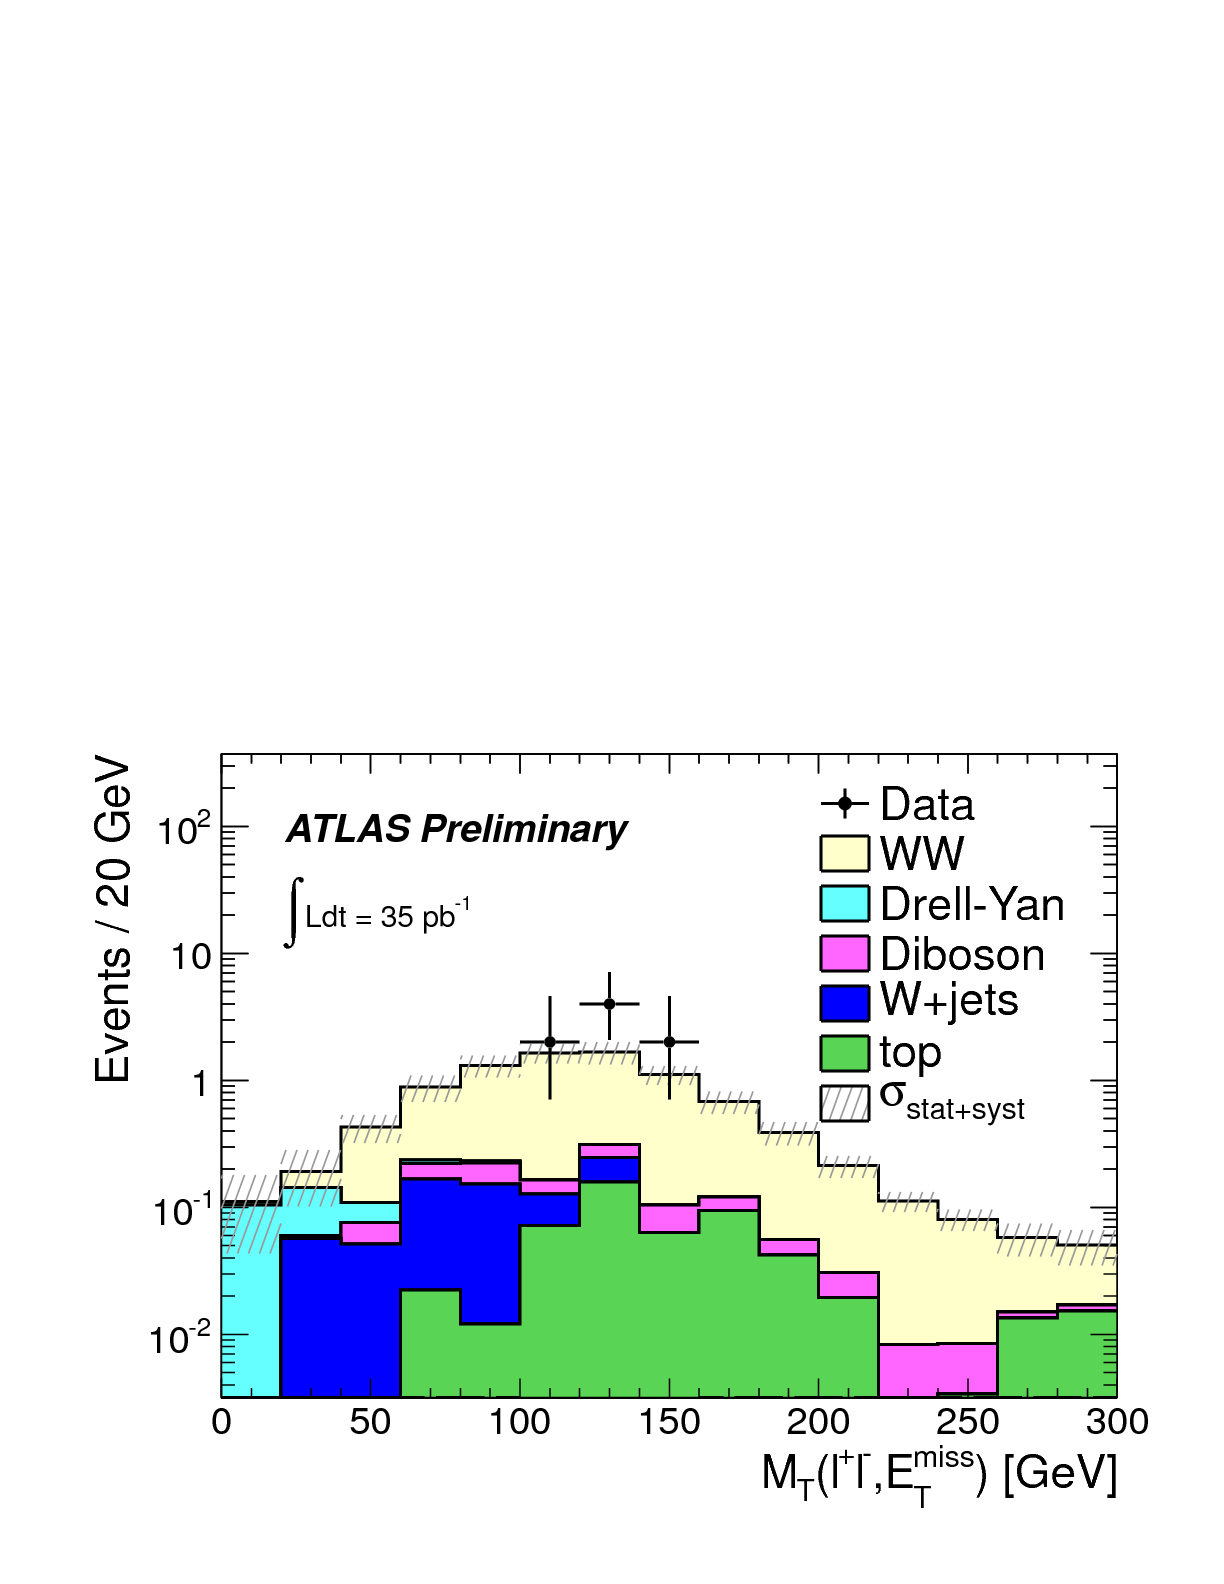 Events / 20 GeV
10²
10
1
10⁻¹
10⁻²
ATLAS Preliminary
∫Ldt = 35 pb⁻¹
Data
WW
Drell-Yan
Diboson
W+jets
top
σstat+syst
0 50 100 150 200 250 300
M_T(l⁺l⁻,E_T^miss) [GeV]